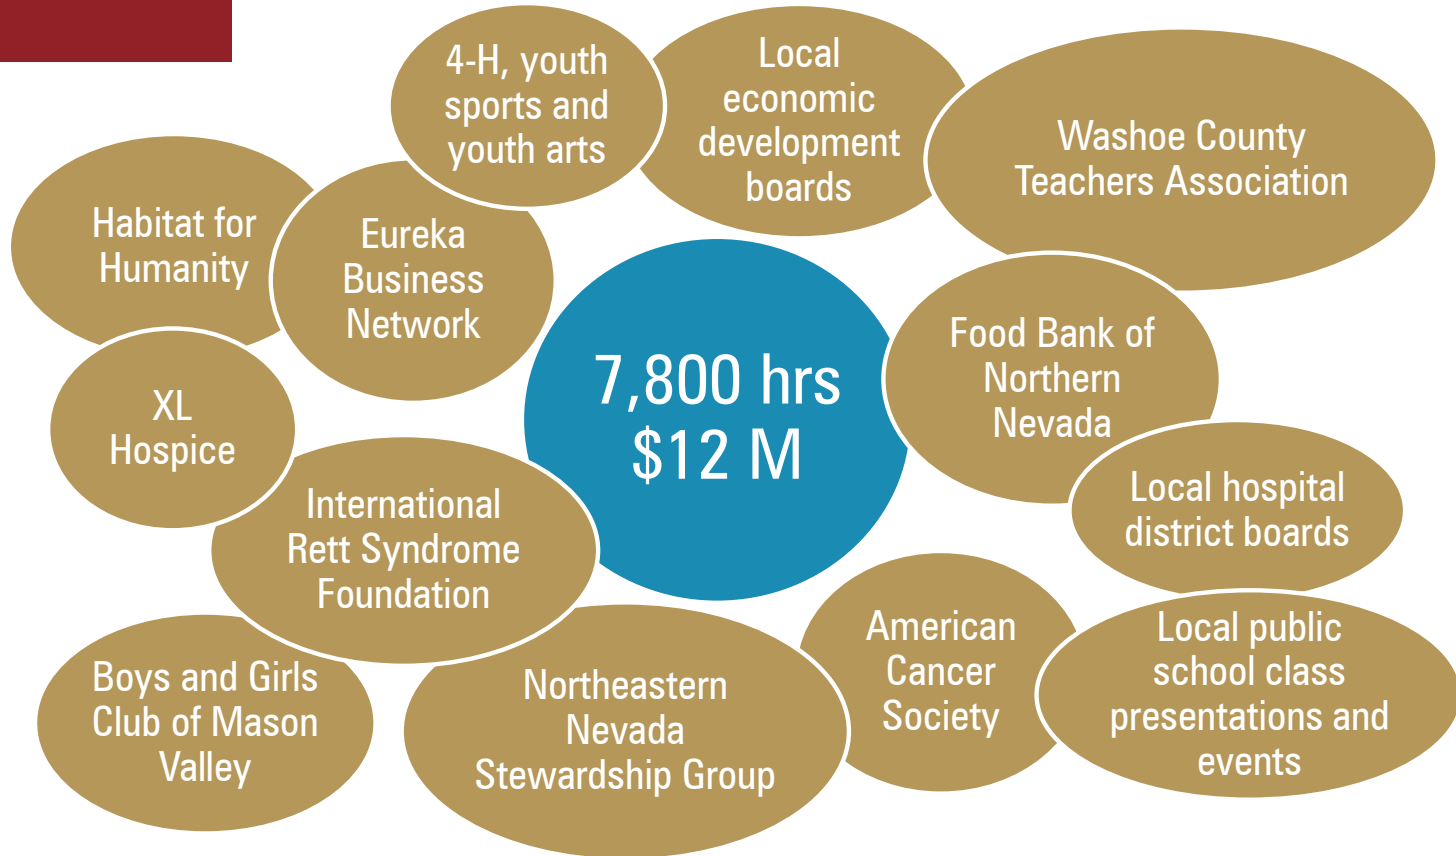 4-H, youth
sports and
youth arts
Local
economic
development
boards
Washoe County
Teachers Association
Habitat for
Humanity
Eureka
Business
Network
7,800 hrs
$12 M
Food Bank of
Northern
Nevada
XL
Hospice
International
Rett Syndrome
Foundation
Local hospital
district boards
Boys and Girls
Club of Mason
Valley
Northeastern
Nevada
Stewardship Group
American
Cancer
Society
Local public
school class
presentations and
events